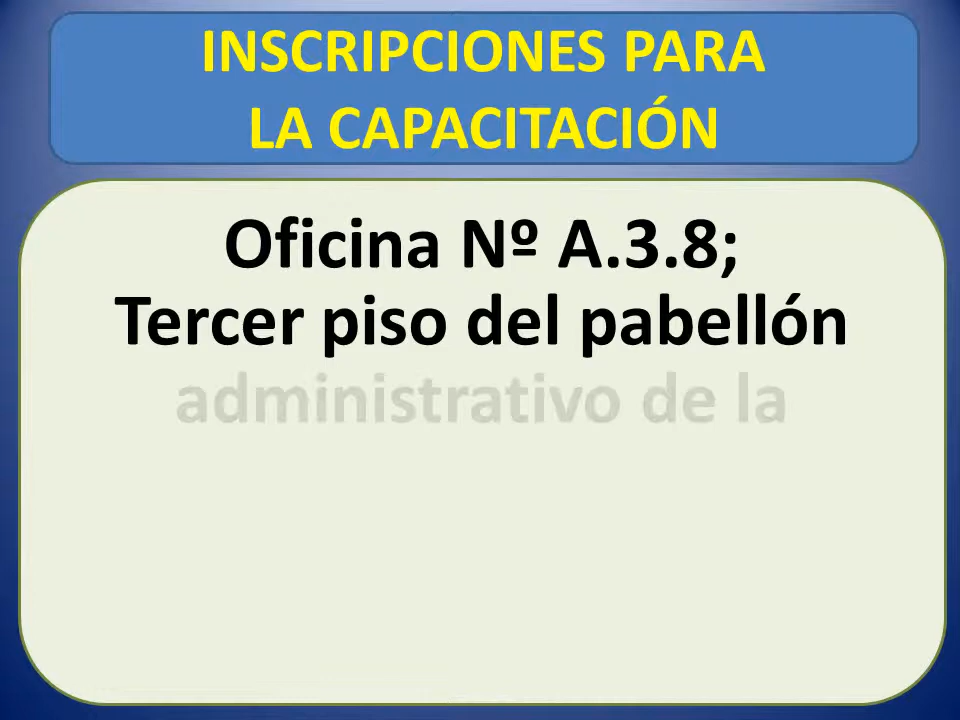 INSCRIPCIONES PARA
LA CAPACITACIÓN
Oficina Nº A.3.8;
Tercer piso del pabellón
administrativo de la